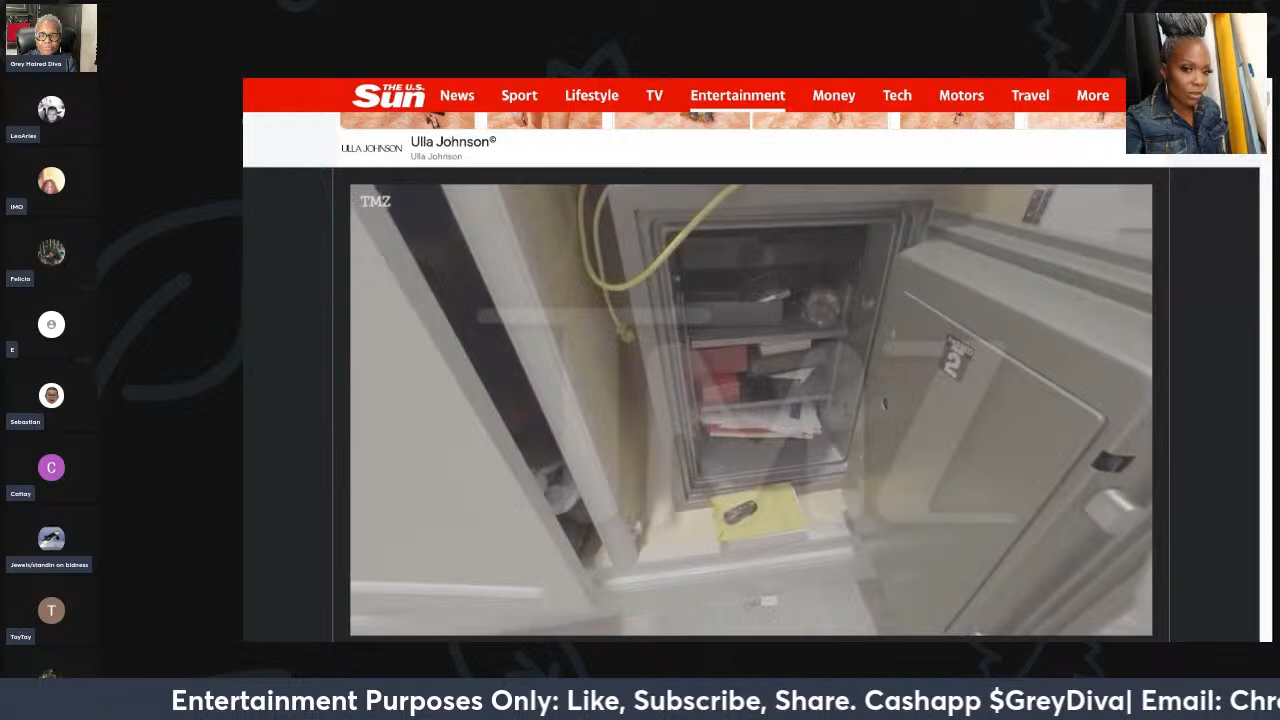 Grey Haired Diva
LeoAries
IMO
Felicia
E
Sebastian
C
Cattay
Jewels/standin on bidness
T
TayTay
THE U.S. Sun
News
Sport
Lifestyle
TV
Entertainment
Money
Tech
Motors
Travel
More
ULLA JOHNSON
Ulla Johnson©
Ulla Johnson
TMZ
Entertainment Purposes Only: Like, Subscribe, Share. Cashapp $GreyDiva| Email: Chr